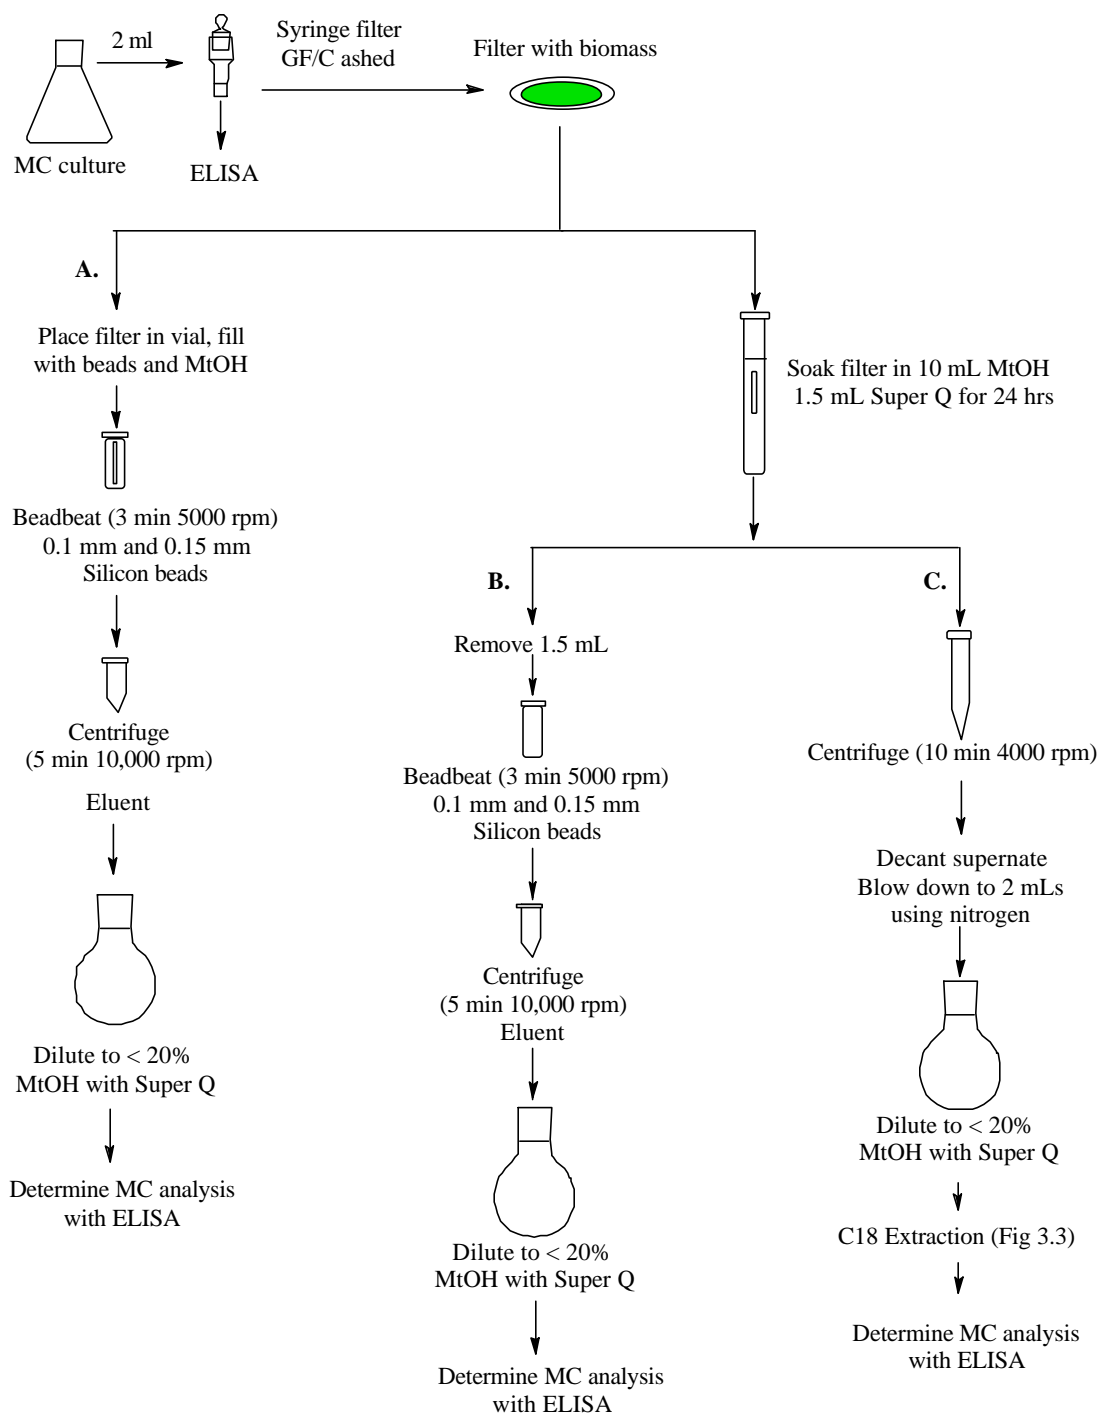 2 ml
Syringe filter
GF/C ashed
Filter with biomass
MC culture
ELISA
A.
Place filter in vial, fill
with beads and MtOH
Beadbeat (3 min 5000 rpm)
0.1 mm and 0.15 mm
Silicon beads
Centrifuge
(5 min 10,000 rpm)
Eluent
Dilute to < 20%
MtOH with Super Q
Determine MC analysis
with ELISA
Soak filter in 10 mL MtOH
1.5 mL Super Q for 24 hrs
B.
Remove 1.5 mL
Beadbeat (3 min 5000 rpm)
0.1 mm and 0.15 mm
Silicon beads
Centrifuge
(5 min 10,000 rpm)
Eluent
Dilute to < 20%
MtOH with Super Q
Determine MC analysis
with ELISA
C.
Centrifuge (10 min 4000 rpm)
Decant supernate
Blow down to 2 mLs
using nitrogen
Dilute to < 20%
MtOH with Super Q
C18 Extraction (Fig 3.3)
Determine MC analysis
with ELISA